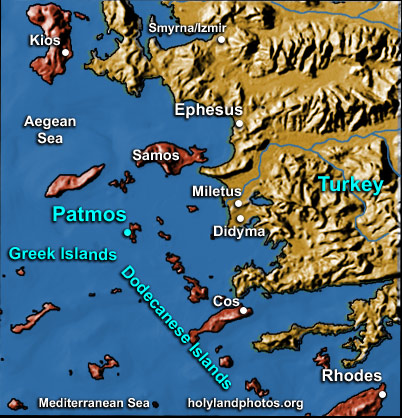 Smyrna/Izmir
Kios
Ephesus
Aegean
Sea
Samos
Turkey
Miletus
Patmos
Didyma
Greek Islands
Dodecanese Islands
Cos
Rhodes
Mediterranean Sea
holylandphotos.org